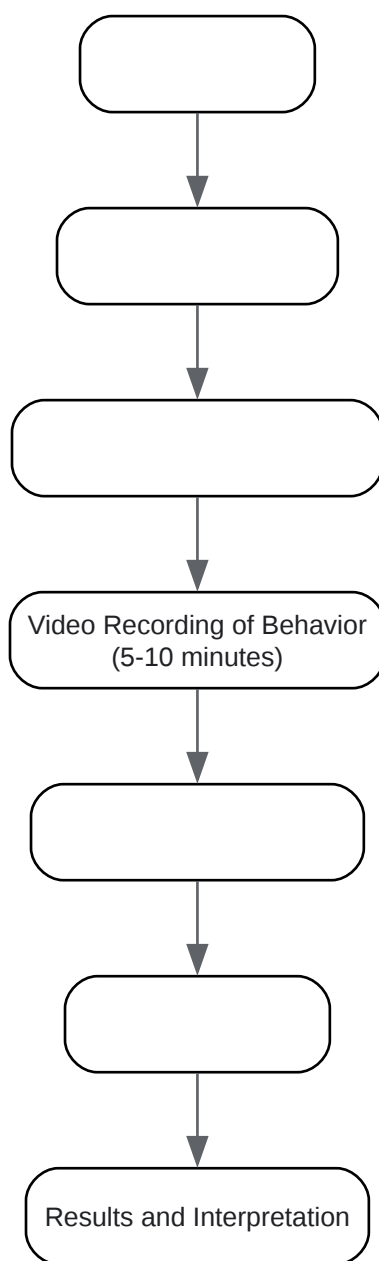 Video Recording of Behavior
(5-10 minutes)
Results and Interpretation